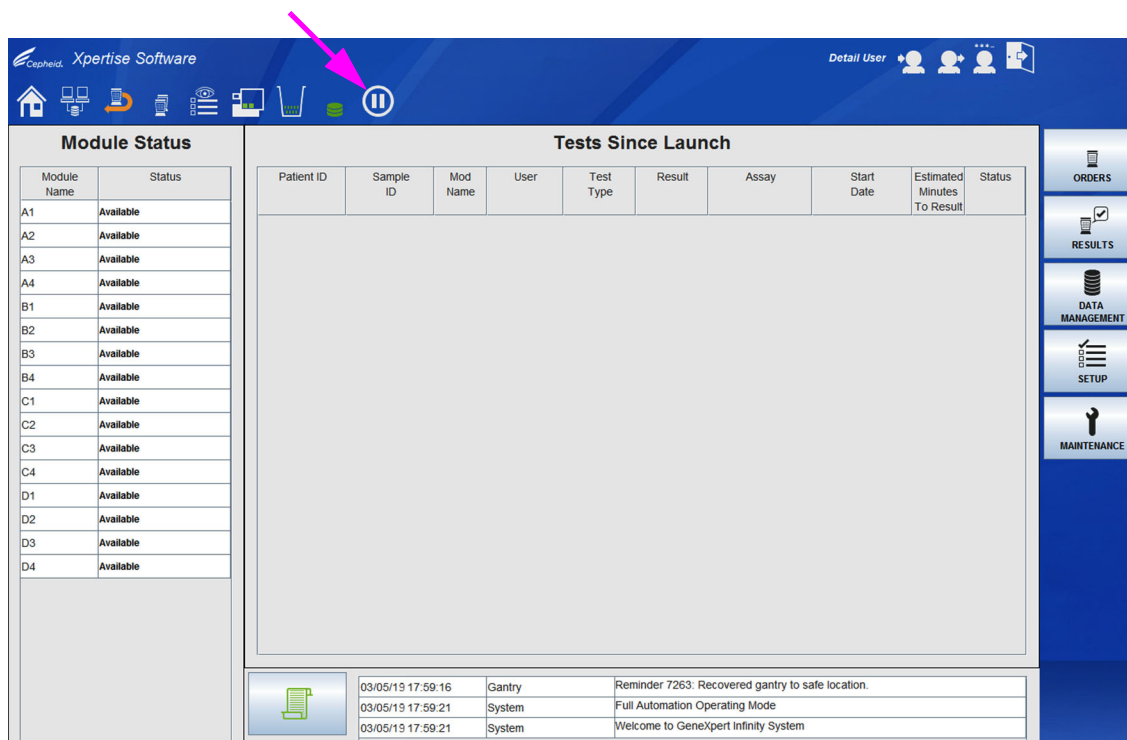 Cepheid. Xpertise Software
Detail User
***_
Module Status
Tests Since Launch
Module Name Status
Patient ID Sample ID Mod Name User Test Type Result Assay Start Date Estimated Minutes To Result Status
A1 Available
A2 Available
A3 Available
A4 Available
B1 Available
B2 Available
B3 Available
B4 Available
C1 Available
C2 Available
C3 Available
C4 Available
D1 Available
D2 Available
D3 Available
D4 Available
ORDERS
RESULTS
DATA
MANAGEMENT
SETUP
MAINTENANCE
03/05/19 17:59:16 Gantry Reminder 7263: Recovered gantry to safe location.
03/05/19 17:59:21 System Full Automation Operating Mode
03/05/19 17:59:21 System Welcome to GeneXpert Infinity System